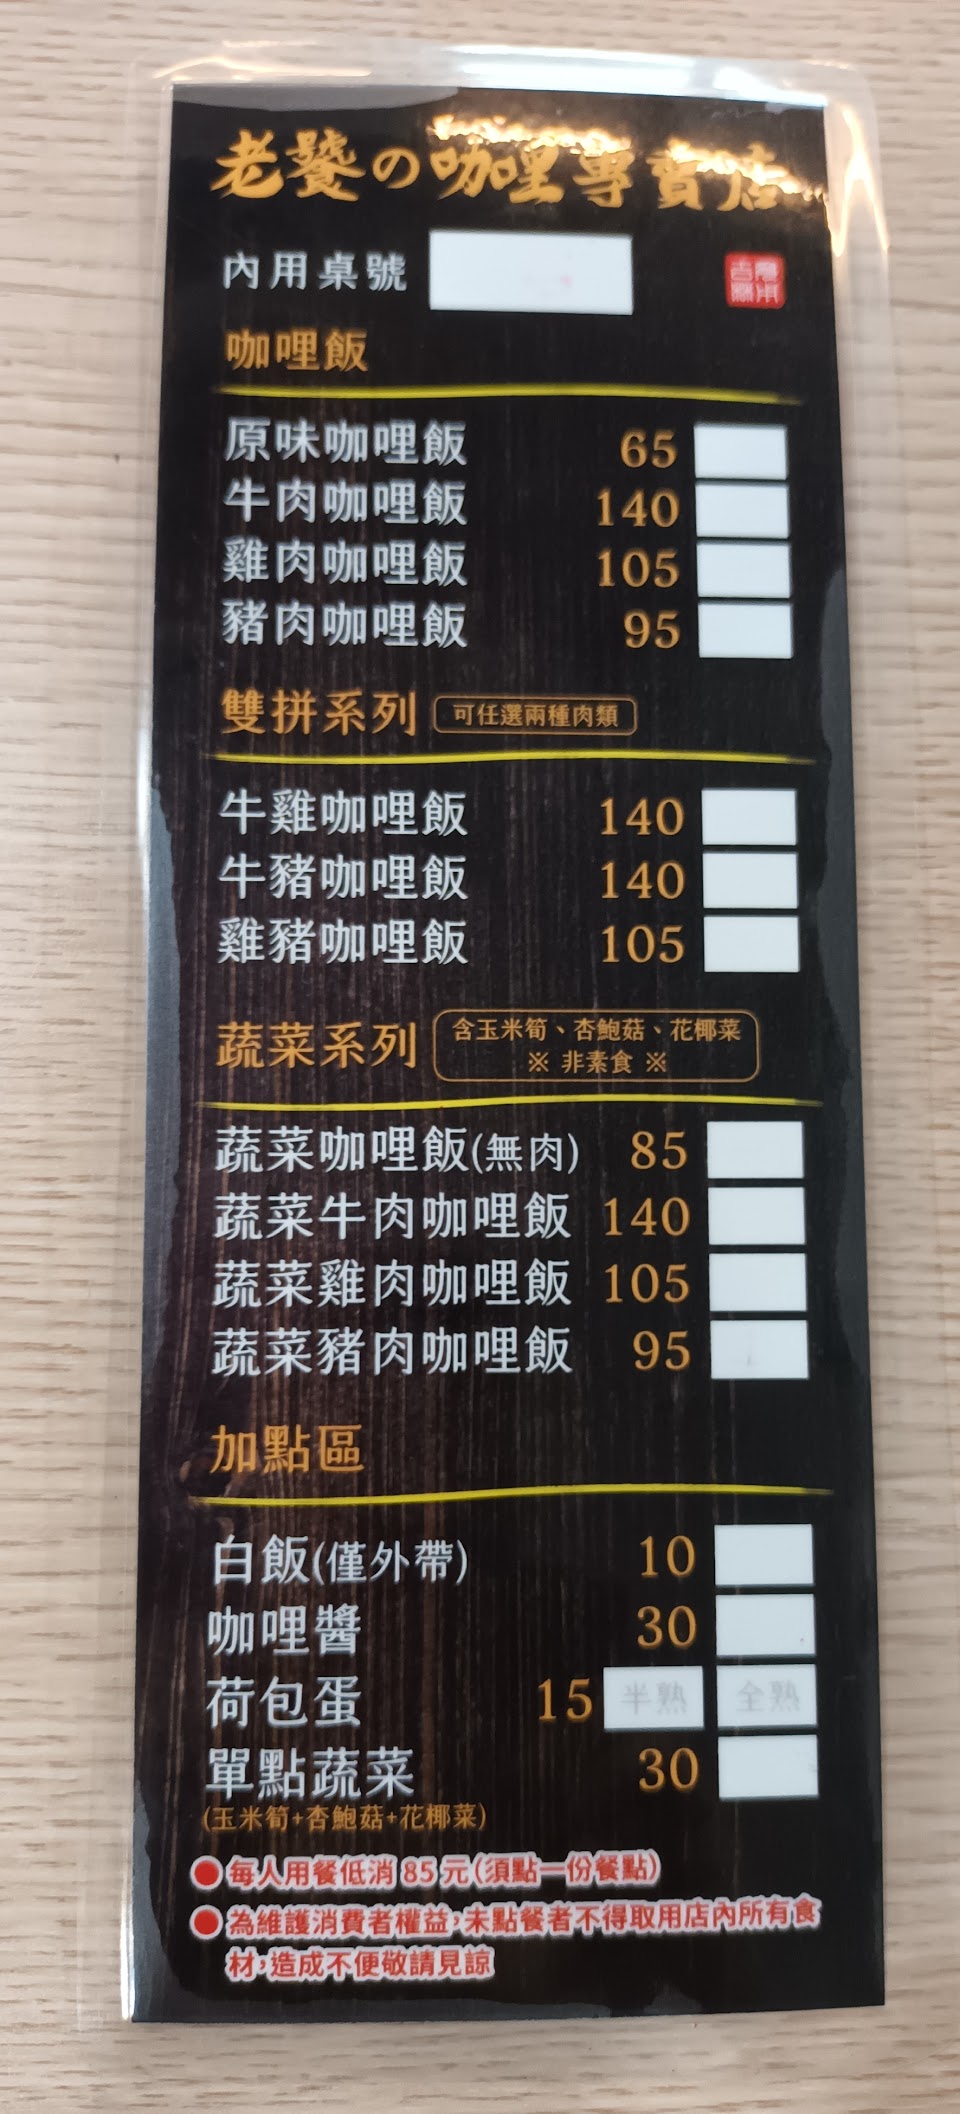 老饕の咖哩專賣店
內用桌號
咖哩飯
原味咖哩飯 65
牛肉咖哩飯 140
雞肉咖哩飯 105
豬肉咖哩飯 95
雙拼系列 可任選兩種肉類
牛雞咖哩飯 140
牛豬咖哩飯 140
雞豬咖哩飯 105
蔬菜系列 含玉米筍、杏鮑菇、花椰菜
※ 非素食 ※
蔬菜咖哩飯(無肉) 85
蔬菜牛肉咖哩飯 140
蔬菜雞肉咖哩飯 105
蔬菜豬肉咖哩飯 95
加點區
白飯(僅外帶) 10
咖哩醬 30
荷包蛋 15 半熟 全熟
單點蔬菜 30
(玉米筍+杏鮑菇+花椰菜)
●每人用餐低消 85 元(須點一份餐點)
●為維護消費者權益，未點餐者不得取用店內所有食
材，造成不便敬請見諒